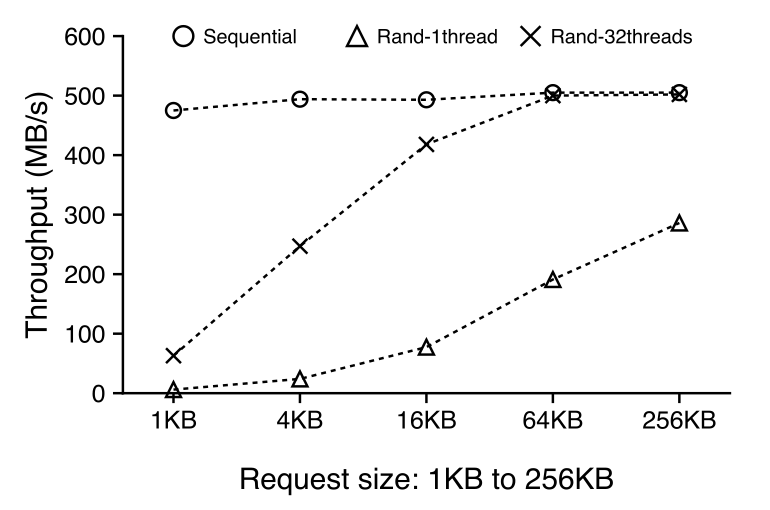 Sequential Rand-1thread Rand-32threads
Throughput (MB/s)
600
500
400
300
200
100
0
1KB 4KB 16KB 64KB 256KB
Request size: 1KB to 256KB